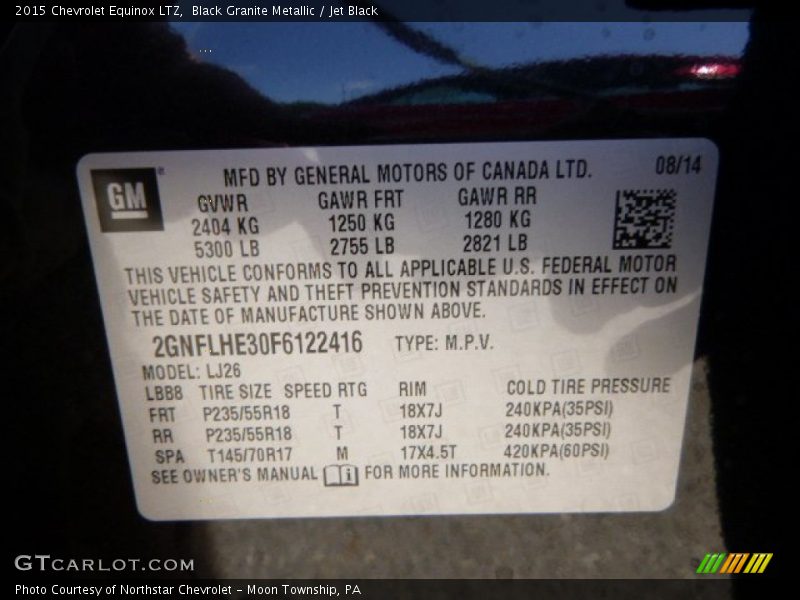 2015 Chevrolet Equinox LTZ,  Black Granite Metallic / Jet Black
GM
MFD BY GENERAL MOTORS OF CANADA LTD. 08/14
GVWR GAWR FRT GAWR RR
2404 KG 1250 KG 1280 KG
5300 LB 2755 LB 2821 LB
THIS VEHICLE CONFORMS TO ALL APPLICABLE U.S. FEDERAL MOTOR
VEHICLE SAFETY AND THEFT PREVENTION STANDARDS IN EFFECT ON
THE DATE OF MANUFACTURE SHOWN ABOVE.
2GNFLHE30F6122416 TYPE: M.P.V.
MODEL: LJ26
LBB8 TIRE SIZE SPEED RTG RIM COLD TIRE PRESSURE
FRT P235/55R18 T 18X7J 240KPA(35PSI)
RR P235/55R18 T 18X7J 240KPA(35PSI)
SPA T145/70R17 M 17X4.5T 420KPA(60PSI)
SEE OWNER'S MANUAL FOR MORE INFORMATION.
GTCARLOT.COM
Photo Courtesy of Northstar Chevrolet – Moon Township, PA